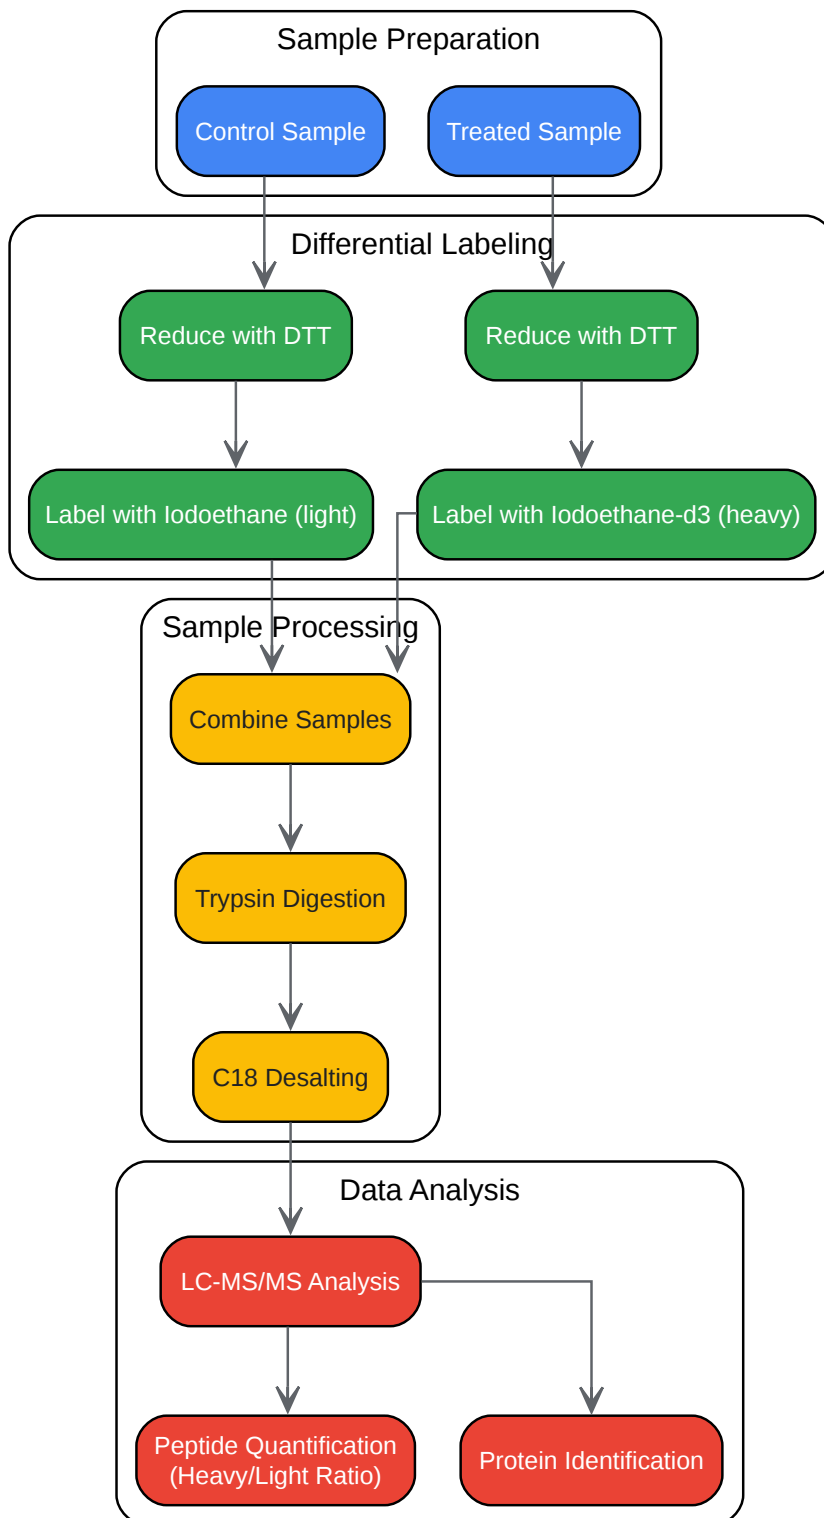 Sample Preparation
Control Sample
Treated Sample
Differential Labeling
Reduce with DTT
Reduce with DTT
Label with Iodoethane (light)
Label with Iodoethane-d3 (heavy)
Sample Processing
Combine Samples
Trypsin Digestion
C18 Desalting
Data Analysis
LC-MS/MS Analysis
Peptide Quantification
(Heavy/Light Ratio)
Protein Identification